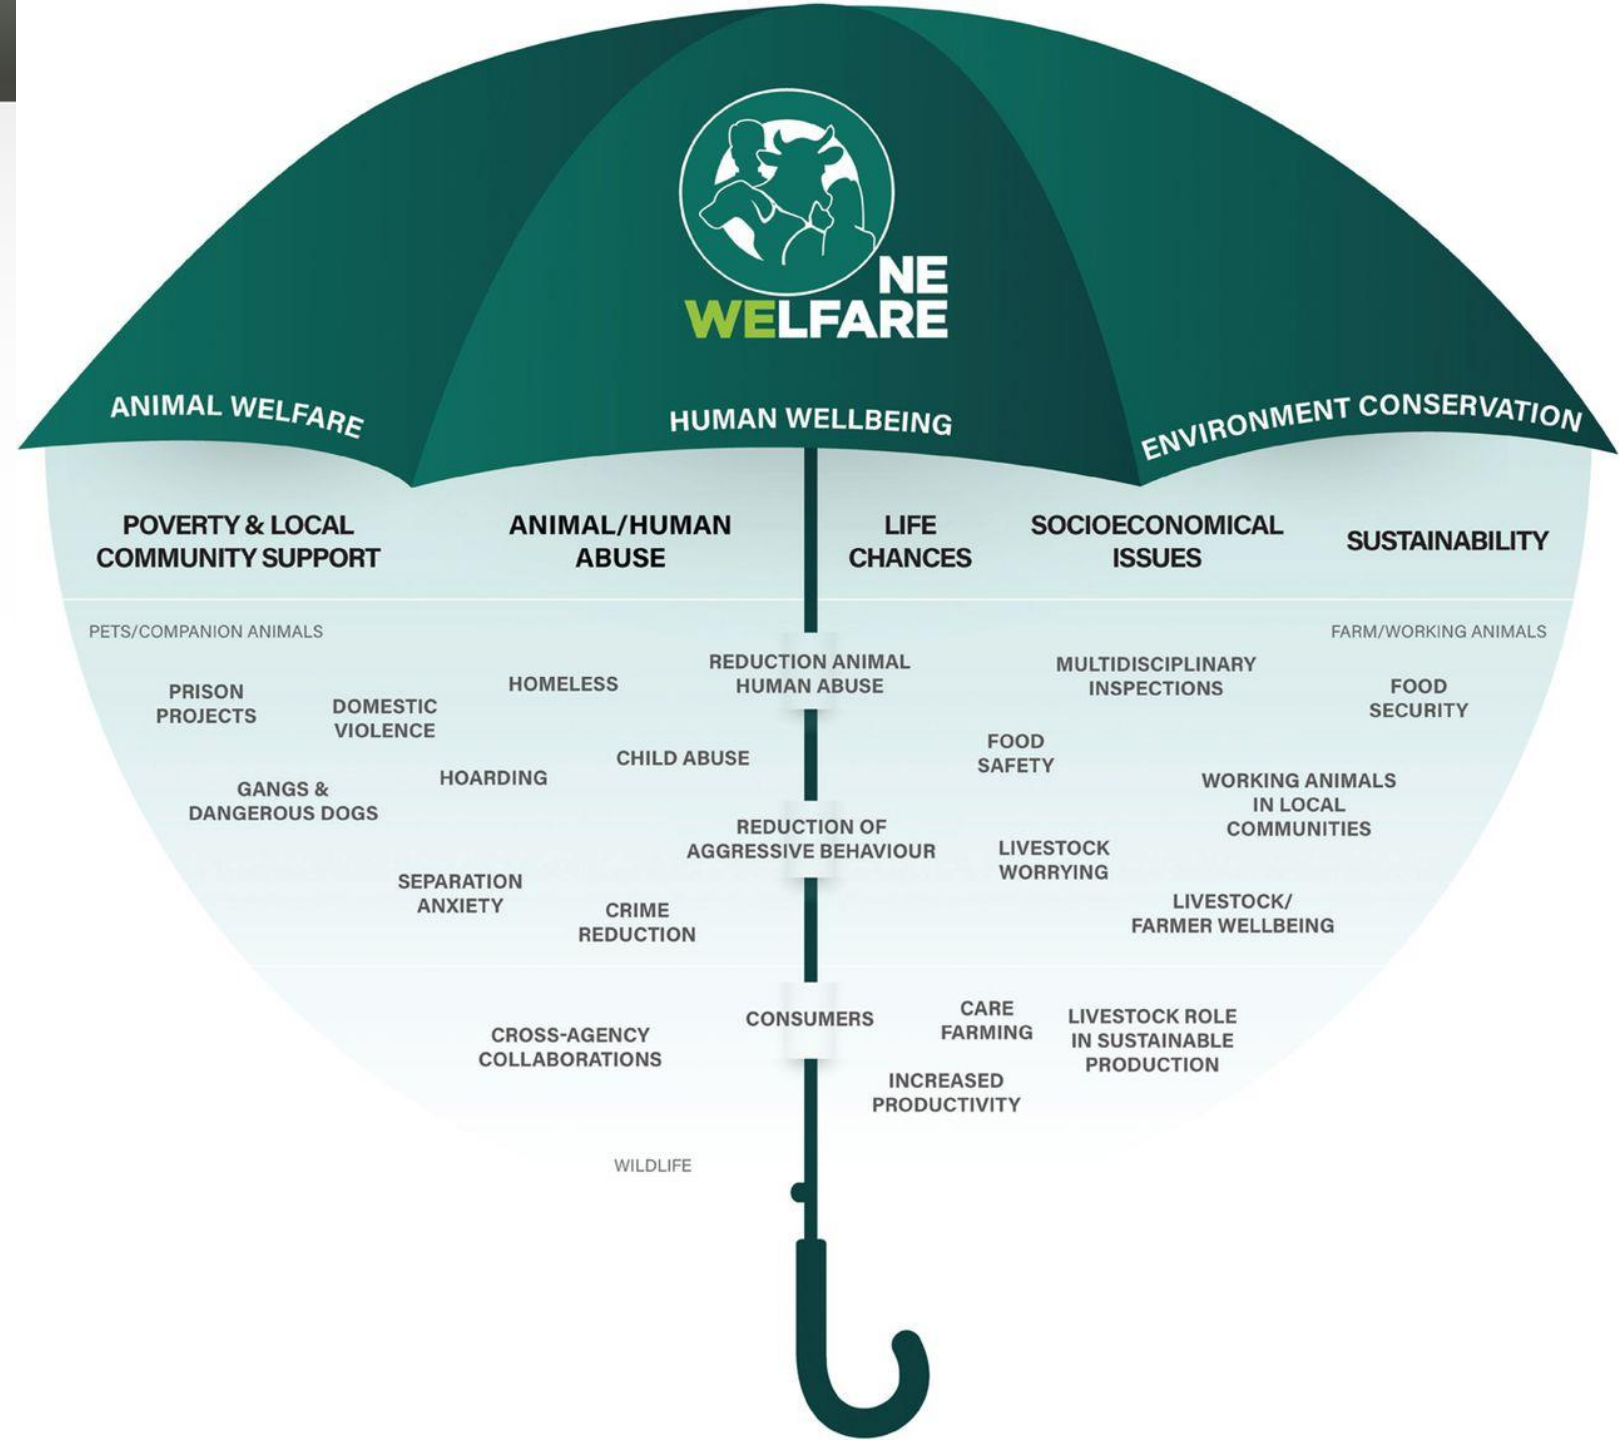 NE
WELFARE
ANIMAL WELFARE
HUMAN WELLBEING
ENVIRONMENT CONSERVATION
POVERTY & LOCAL
COMMUNITY SUPPORT
ANIMAL/HUMAN
ABUSE
LIFE
CHANCES
SOCIOECONOMICAL
ISSUES
SUSTAINABILITY
PETS/COMPANION ANIMALS
FARM/WORKING ANIMALS
PRISON
PROJECTS
DOMESTIC
VIOLENCE
HOMELESS
REDUCTION ANIMAL
HUMAN ABUSE
MULTIDISCIPLINARY
INSPECTIONS
FOOD
SECURITY
GANGS &
DANGEROUS DOGS
HOARDING
CHILD ABUSE
FOOD
SAFETY
WORKING ANIMALS
IN LOCAL
COMMUNITIES
REDUCTION OF
AGGRESSIVE BEHAVIOUR
LIVESTOCK
WORRYING
SEPARATION
ANXIETY
CRIME
REDUCTION
LIVESTOCK/
FARMER WELLBEING
CROSS-AGENCY
COLLABORATIONS
CONSUMERS
CARE
FARMING
LIVESTOCK ROLE
IN SUSTAINABLE
PRODUCTION
INCREASED
PRODUCTIVITY
WILDLIFE